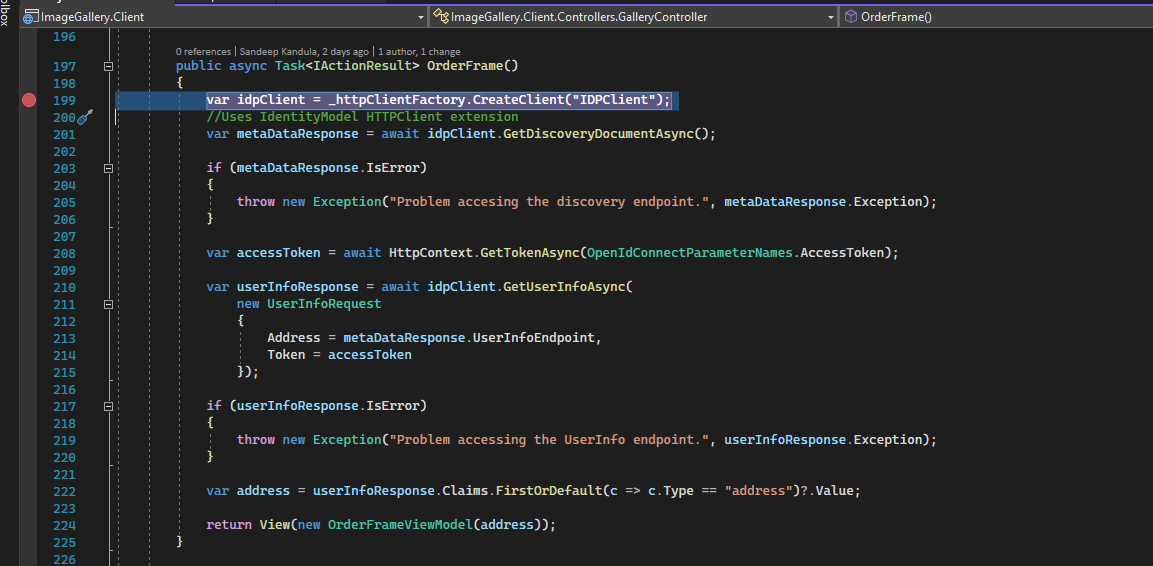 olbox
ImageGallery.Client
ImageGallery.Client.Controllers.GalleryController
OrderFrame()
196
0 references | Sandeep Kandula, 2 days ago | 1 author, 1 change
197 public async Task<IActionResult> OrderFrame()
198 {
199 var idpClient = _httpClientFactory.CreateClient("IDPClient");
200 //Uses IdentityModel HTTPClient extension
201 var metaDataResponse = await idpClient.GetDiscoveryDocumentAsync();
202
203 if (metaDataResponse.IsError)
204 {
205 throw new Exception("Problem accesing the discovery endpoint.", metaDataResponse.Exception);
206 }
207
208 var accessToken = await HttpContext.GetTokenAsync(OpenIdConnectParameterNames.AccessToken);
209
210 var userInfoResponse = await idpClient.GetUserInfoAsync(
211 new UserInfoRequest
212 {
213 Address = metaDataResponse.UserInfoEndpoint,
214 Token = accessToken
215 });
216
217 if (userInfoResponse.IsError)
218 {
219 throw new Exception("Problem accessing the UserInfo endpoint.", userInfoResponse.Exception);
220 }
221
222 var address = userInfoResponse.Claims.FirstOrDefault(c => c.Type == "address")?.Value;
223
224 return View(new OrderFrameViewModel(address));
225 }
226